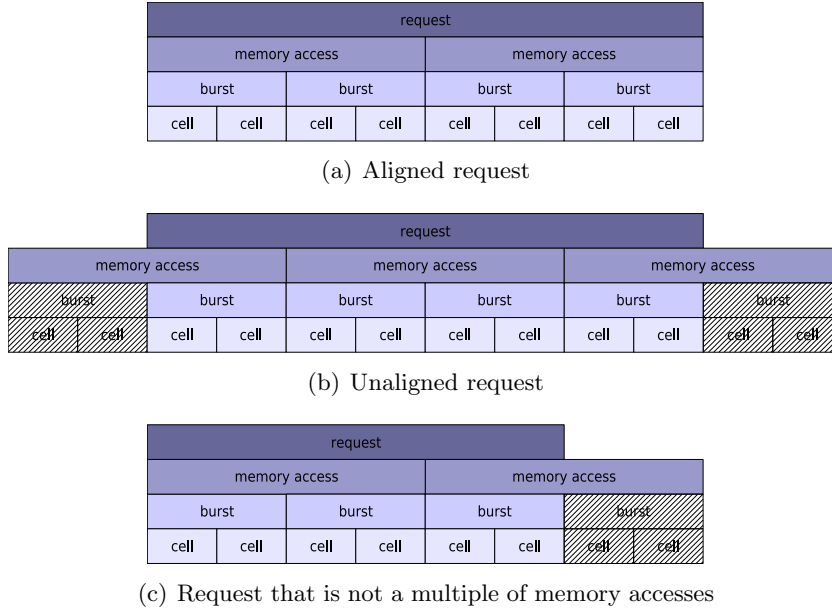 request
memory access memory access
burst burst burst burst
cell cell cell cell cell cell cell cell
(a) Aligned request
request
memory access memory access memory access
burst burst burst burst burst burst
cell cell cell cell cell cell cell cell cell cell cell cell
(b) Unaligned request
request
memory access memory access
burst burst burst burst
cell cell cell cell cell cell cell cell
(c) Request that is not a multiple of memory accesses